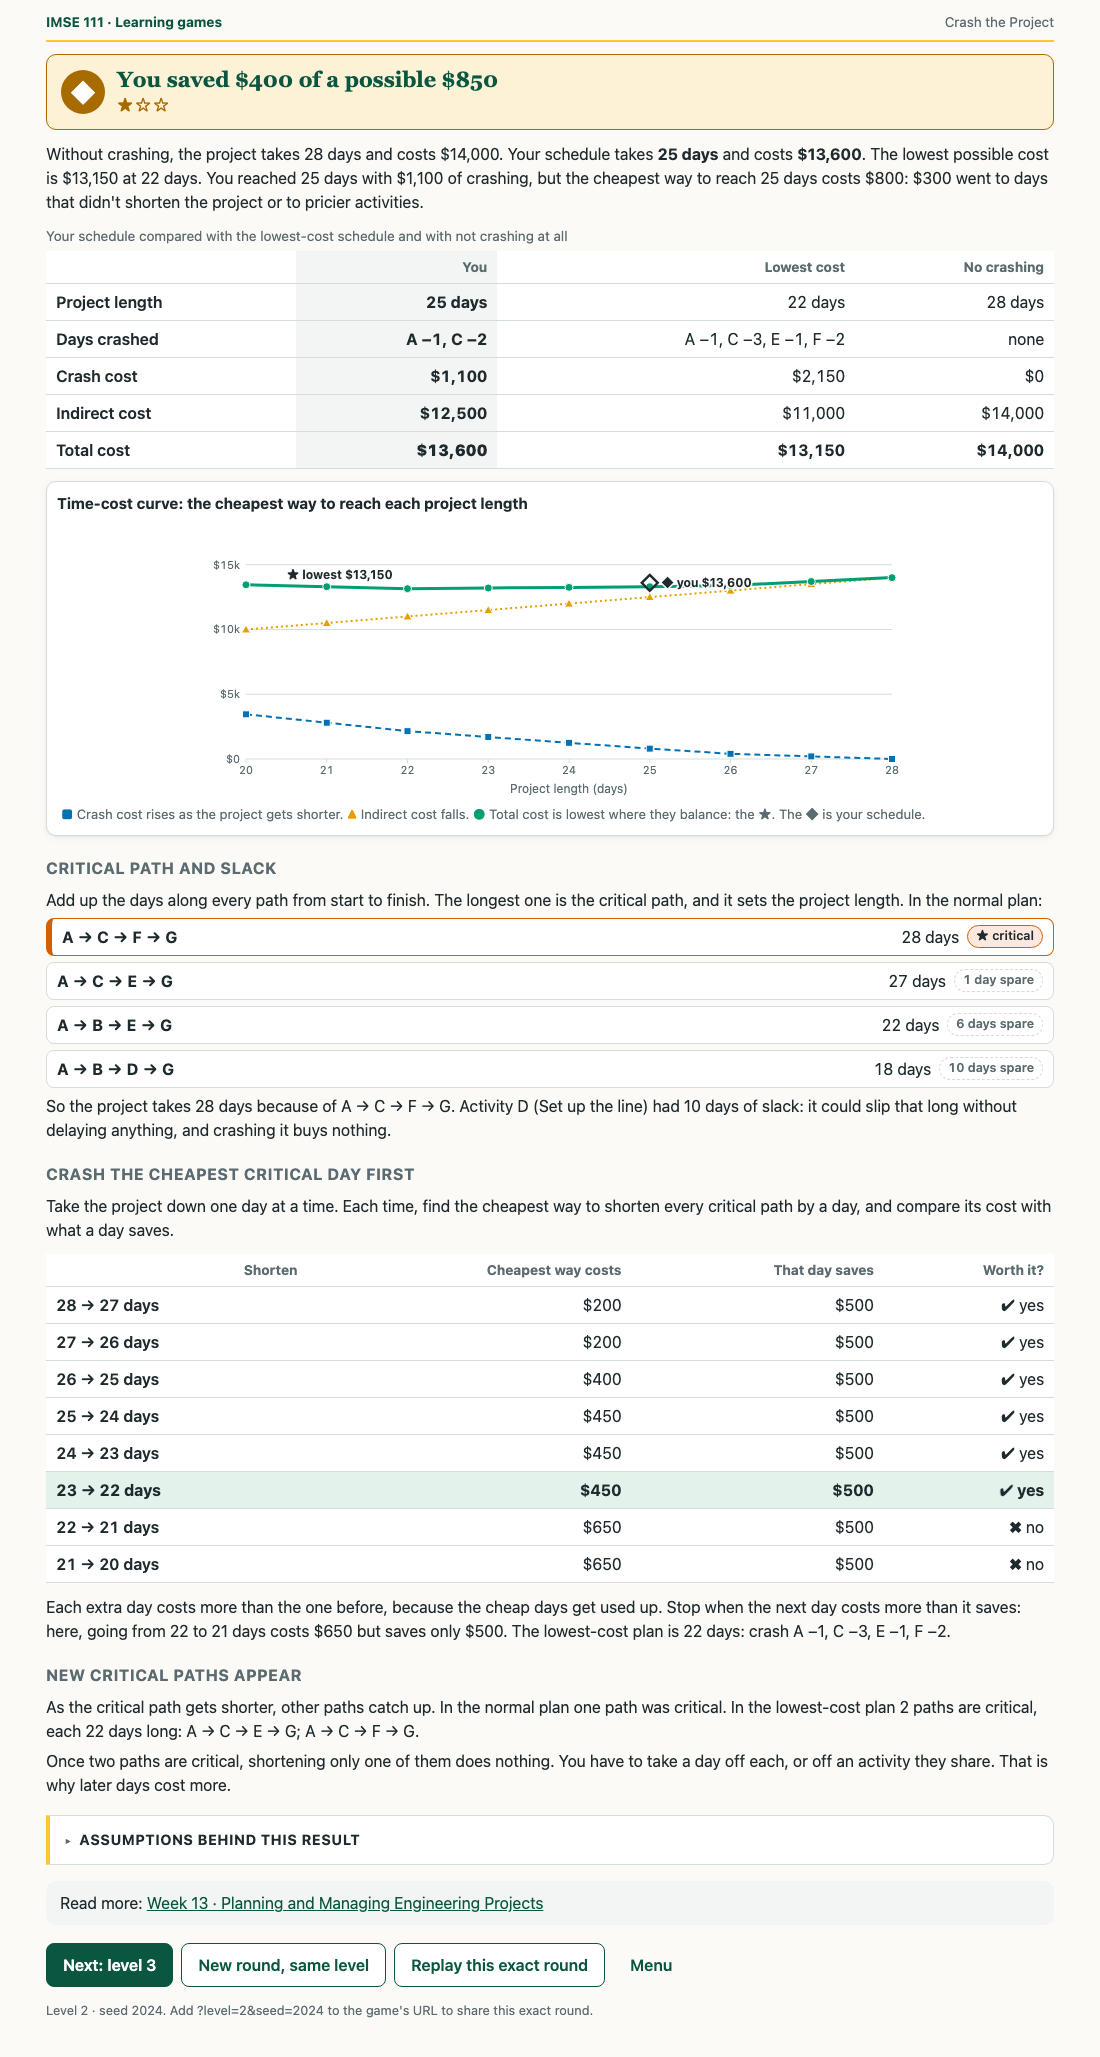 IMSE 111 · Learning games
Crash the Project
You saved $400 of a possible $850
★☆☆
Without crashing, the project takes 28 days and costs $14,000. Your schedule takes 25 days and costs $13,600. The lowest possible cost
is $13,150 at 22 days. You reached 25 days with $1,100 of crashing, but the cheapest way to reach 25 days costs $800: $300 went to days
that didn't shorten the project or to pricier activities.
Your schedule compared with the lowest-cost schedule and with not crashing at all
You Lowest cost No crashing
Project length 25 days 22 days 28 days
Days crashed A −1, C −2 A −1, C −3, E −1, F −2 none
Crash cost $1,100 $2,150 $0
Indirect cost $12,500 $11,000 $14,000
Total cost $13,600 $13,150 $14,000
Time-cost curve: the cheapest way to reach each project length
$15k
★ lowest $13,150
◆ you $13,600
$10k
$5k
$0
20 21 22 23 24 25 26 27 28
Project length (days)
■ Crash cost rises as the project gets shorter. ▲ Indirect cost falls. ● Total cost is lowest where they balance: the ★. The ◆ is your schedule.
CRITICAL PATH AND SLACK
Add up the days along every path from start to finish. The longest one is the critical path, and it sets the project length. In the normal plan:
A → C → F → G 28 days ★ critical
A → C → E → G 27 days 1 day spare
A → B → E → G 22 days 6 days spare
A → B → D → G 18 days 10 days spare
So the project takes 28 days because of A → C → F → G. Activity D (Set up the line) had 10 days of slack: it could slip that long without
delaying anything, and crashing it buys nothing.
CRASH THE CHEAPEST CRITICAL DAY FIRST
Take the project down one day at a time. Each time, find the cheapest way to shorten every critical path by a day, and compare its cost with
what a day saves.
Shorten Cheapest way costs That day saves Worth it?
28 → 27 days $200 $500 ✔ yes
27 → 26 days $200 $500 ✔ yes
26 → 25 days $400 $500 ✔ yes
25 → 24 days $450 $500 ✔ yes
24 → 23 days $450 $500 ✔ yes
23 → 22 days $450 $500 ✔ yes
22 → 21 days $650 $500 ✖ no
21 → 20 days $650 $500 ✖ no
Each extra day costs more than the one before, because the cheap days get used up. Stop when the next day costs more than it saves:
here, going from 22 to 21 days costs $650 but saves only $500. The lowest-cost plan is 22 days: crash A −1, C −3, E −1, F −2.
NEW CRITICAL PATHS APPEAR
As the critical path gets shorter, other paths catch up. In the normal plan one path was critical. In the lowest-cost plan 2 paths are critical,
each 22 days long: A → C → E → G; A → C → F → G.
Once two paths are critical, shortening only one of them does nothing. You have to take a day off each, or off an activity they share. That is
why later days cost more.
▸ ASSUMPTIONS BEHIND THIS RESULT
Read more: Week 13 · Planning and Managing Engineering Projects
Next: level 3
New round, same level
Replay this exact round
Menu
Level 2 · seed 2024. Add ?level=2&seed=2024 to the game's URL to share this exact round.